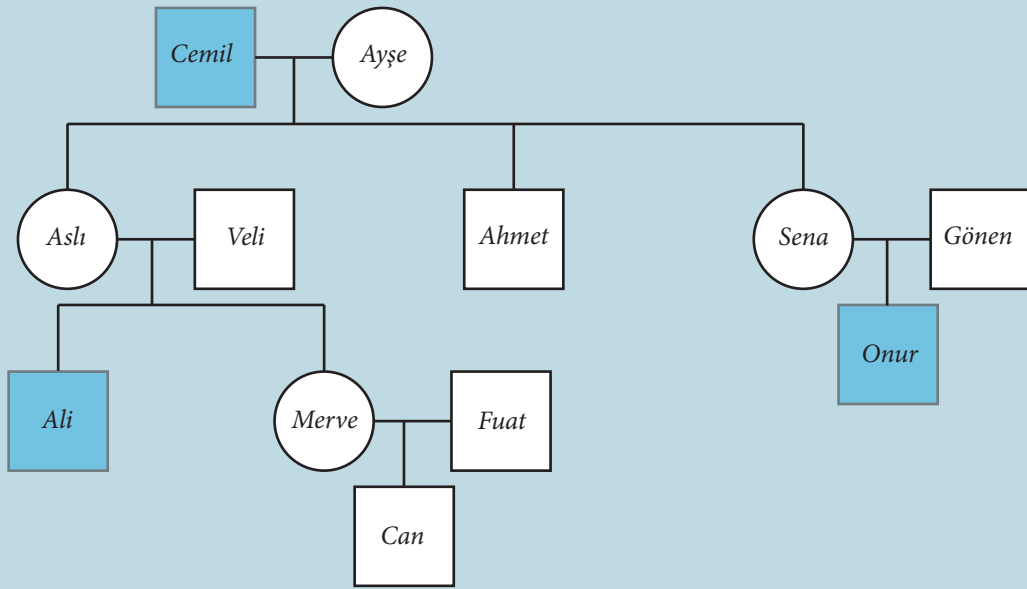 Cemil
Ayşe
Aslı
Veli
Ahmet
Sena
Gönen
Ali
Merve
Fuat
Onur
Can